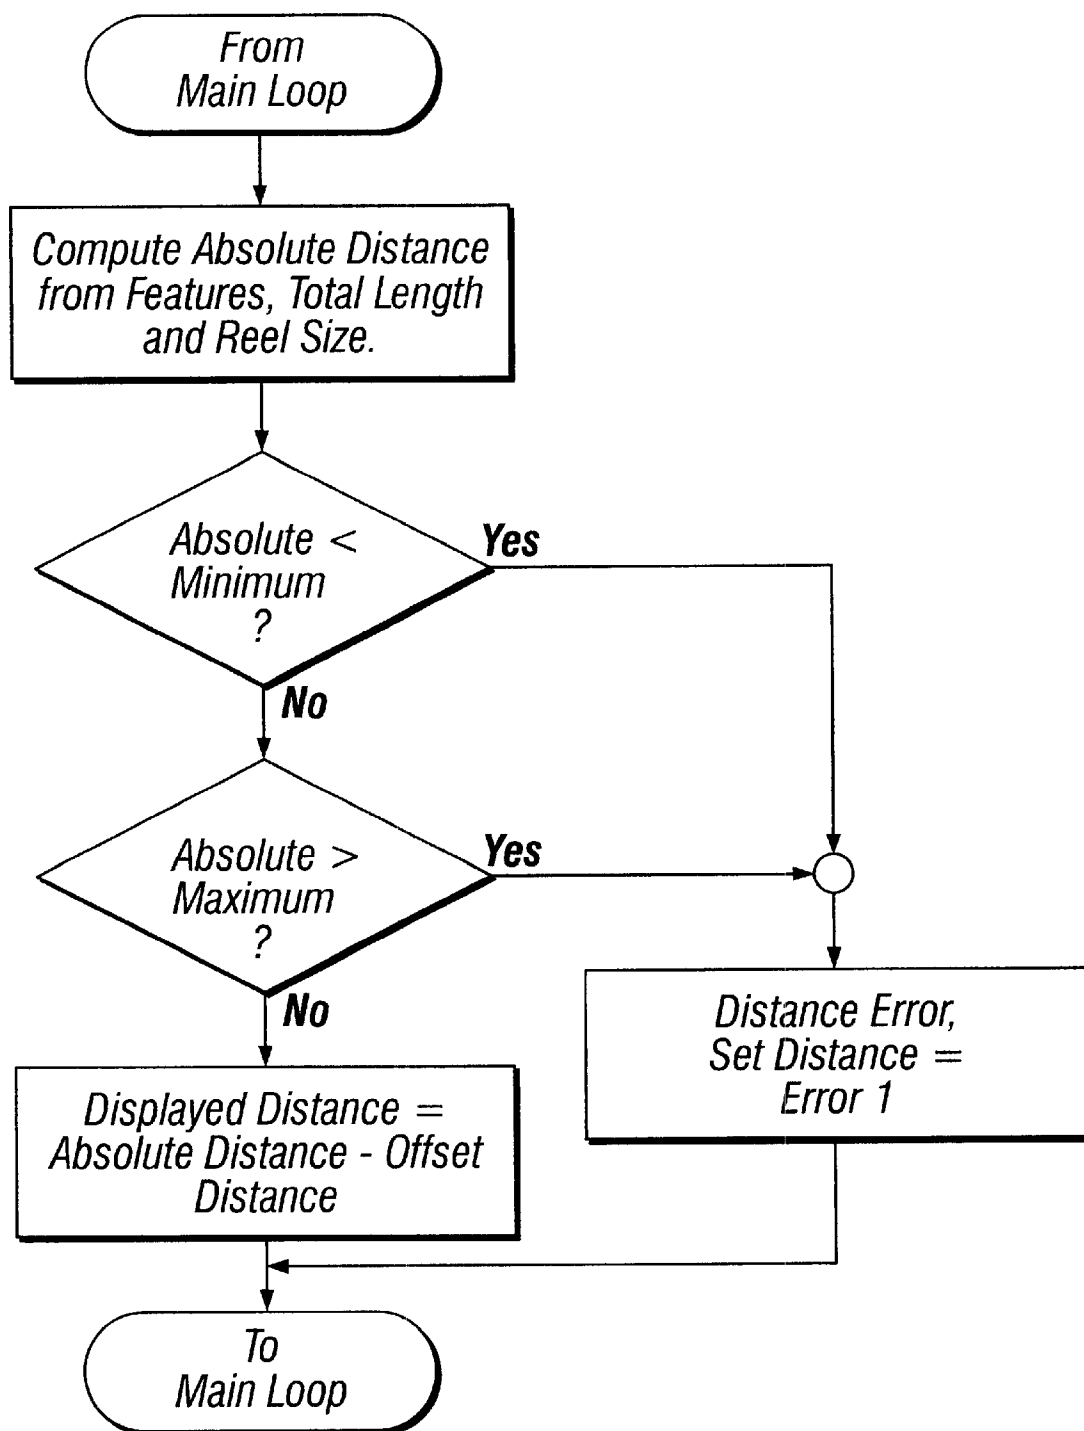 From
Main Loop
Compute Absolute Distance
from Features, Total Length
and Reel Size.
Absolute <
Minimum
?
Yes
No
Absolute >
Maximum
?
Yes
No
Distance Error,
Set Distance =
Error 1
Displayed Distance =
Absolute Distance - Offset
Distance
To
Main Loop